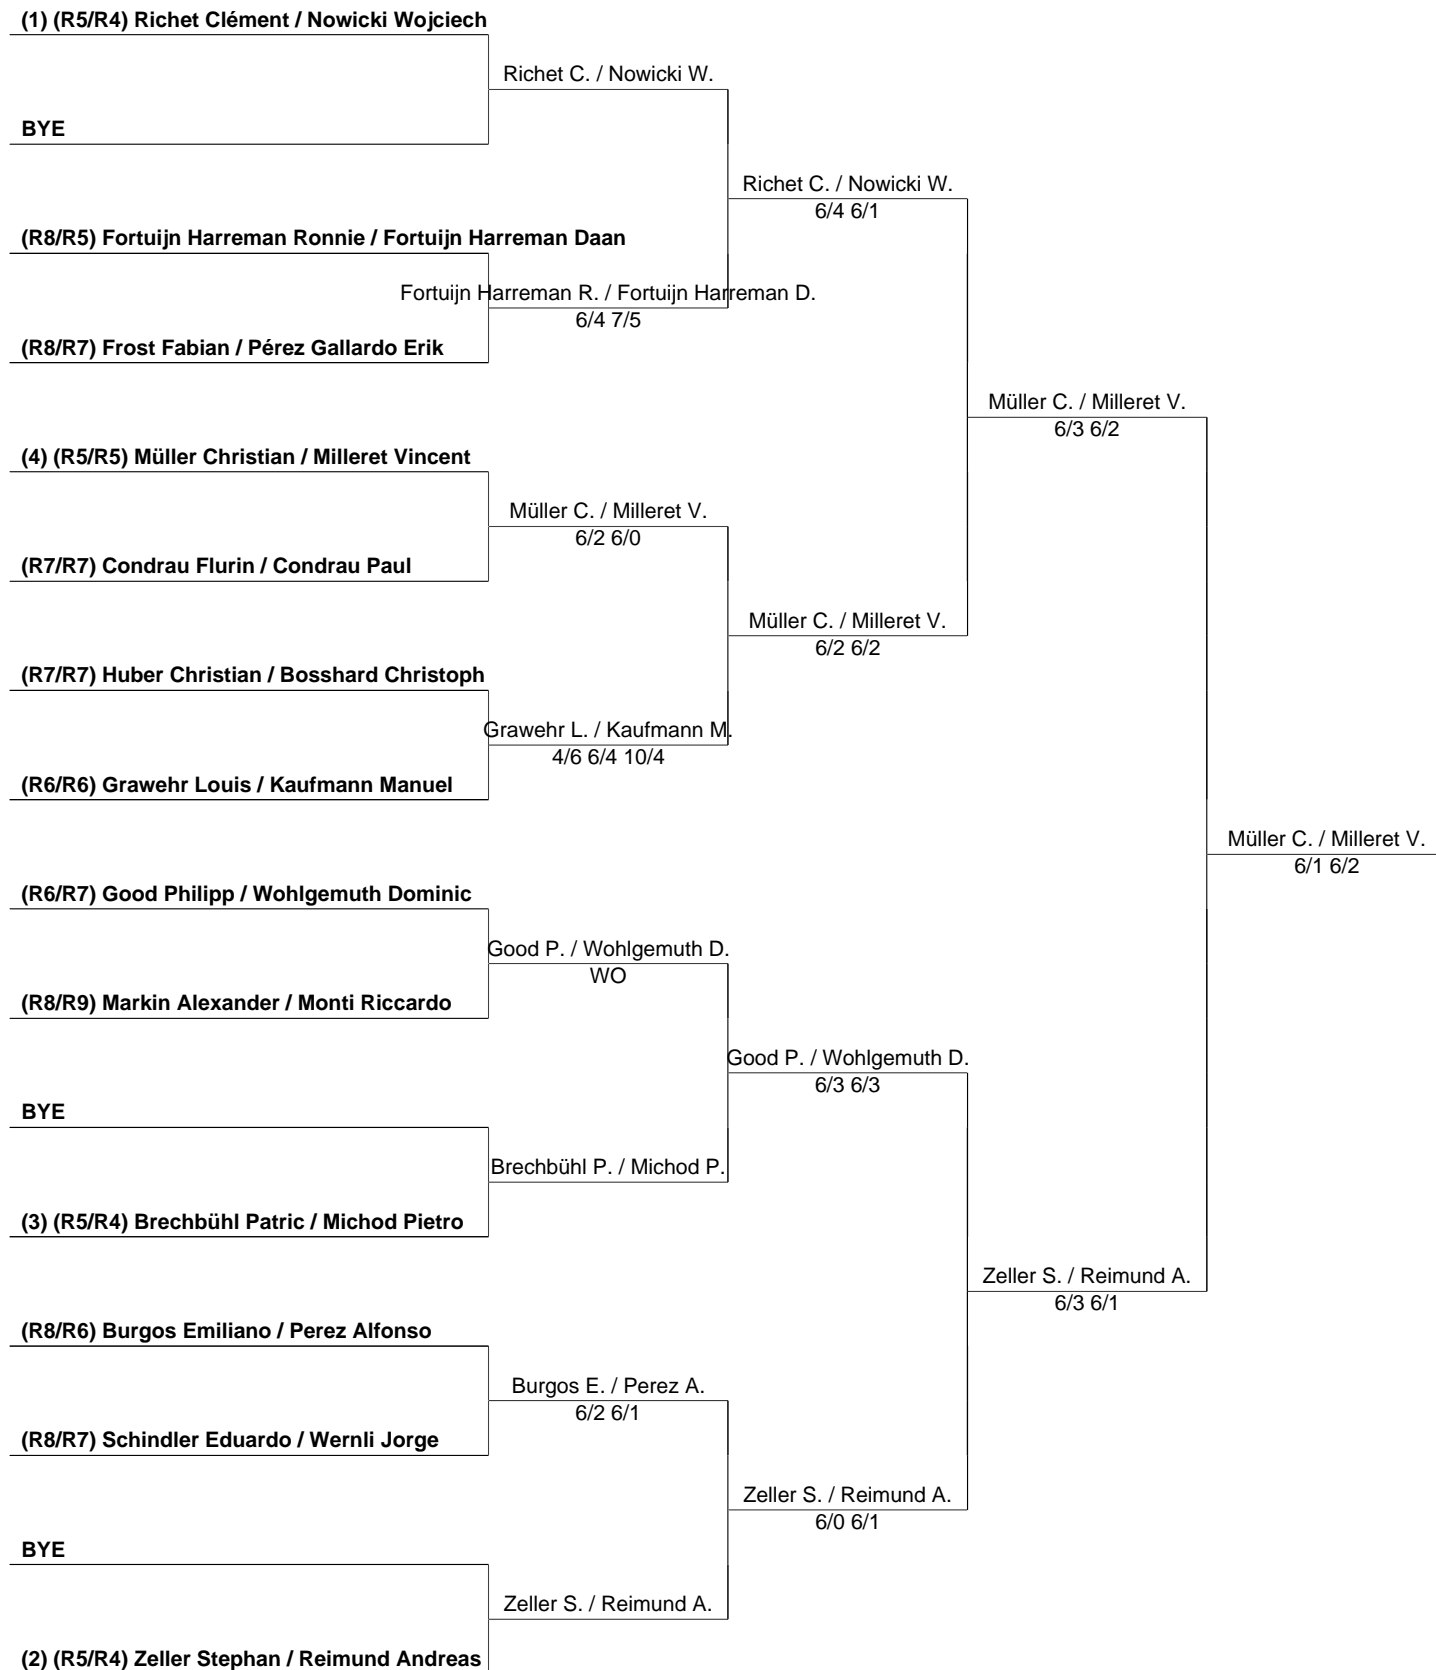 (1) (R5/R4) Richet Clément / Nowicki Wojciech
Richet C. / Nowicki W.
BYE
Richet C. / Nowicki W.
6/4 6/1
(R8/R5) Fortuijn Harreman Ronnie / Fortuijn Harreman Daan
Fortuijn Harreman R. / Fortuijn Harreman D.
6/4 7/5
(R8/R7) Frost Fabian / Pérez Gallardo Erik
Müller C. / Milleret V.
6/3 6/2
(4) (R5/R5) Müller Christian / Milleret Vincent
Müller C. / Milleret V.
6/2 6/0
(R7/R7) Condrau Flurin / Condrau Paul
Müller C. / Milleret V.
6/2 6/2
(R7/R7) Huber Christian / Bosshard Christoph
Grawehr L. / Kaufmann M.
4/6 6/4 10/4
(R6/R6) Grawehr Louis / Kaufmann Manuel
Müller C. / Milleret V.
6/1 6/2
(R6/R7) Good Philipp / Wohlgemuth Dominic
Good P. / Wohlgemuth D.
WO
(R8/R9) Markin Alexander / Monti Riccardo
Good P. / Wohlgemuth D.
6/3 6/3
BYE
Brechbühl P. / Michod P.
(3) (R5/R4) Brechbühl Patric / Michod Pietro
Zeller S. / Reimund A.
6/3 6/1
(R8/R6) Burgos Emiliano / Perez Alfonso
Burgos E. / Perez A.
6/2 6/1
(R8/R7) Schindler Eduardo / Wernli Jorge
Zeller S. / Reimund A.
6/0 6/1
BYE
Zeller S. / Reimund A.
(2) (R5/R4) Zeller Stephan / Reimund Andreas